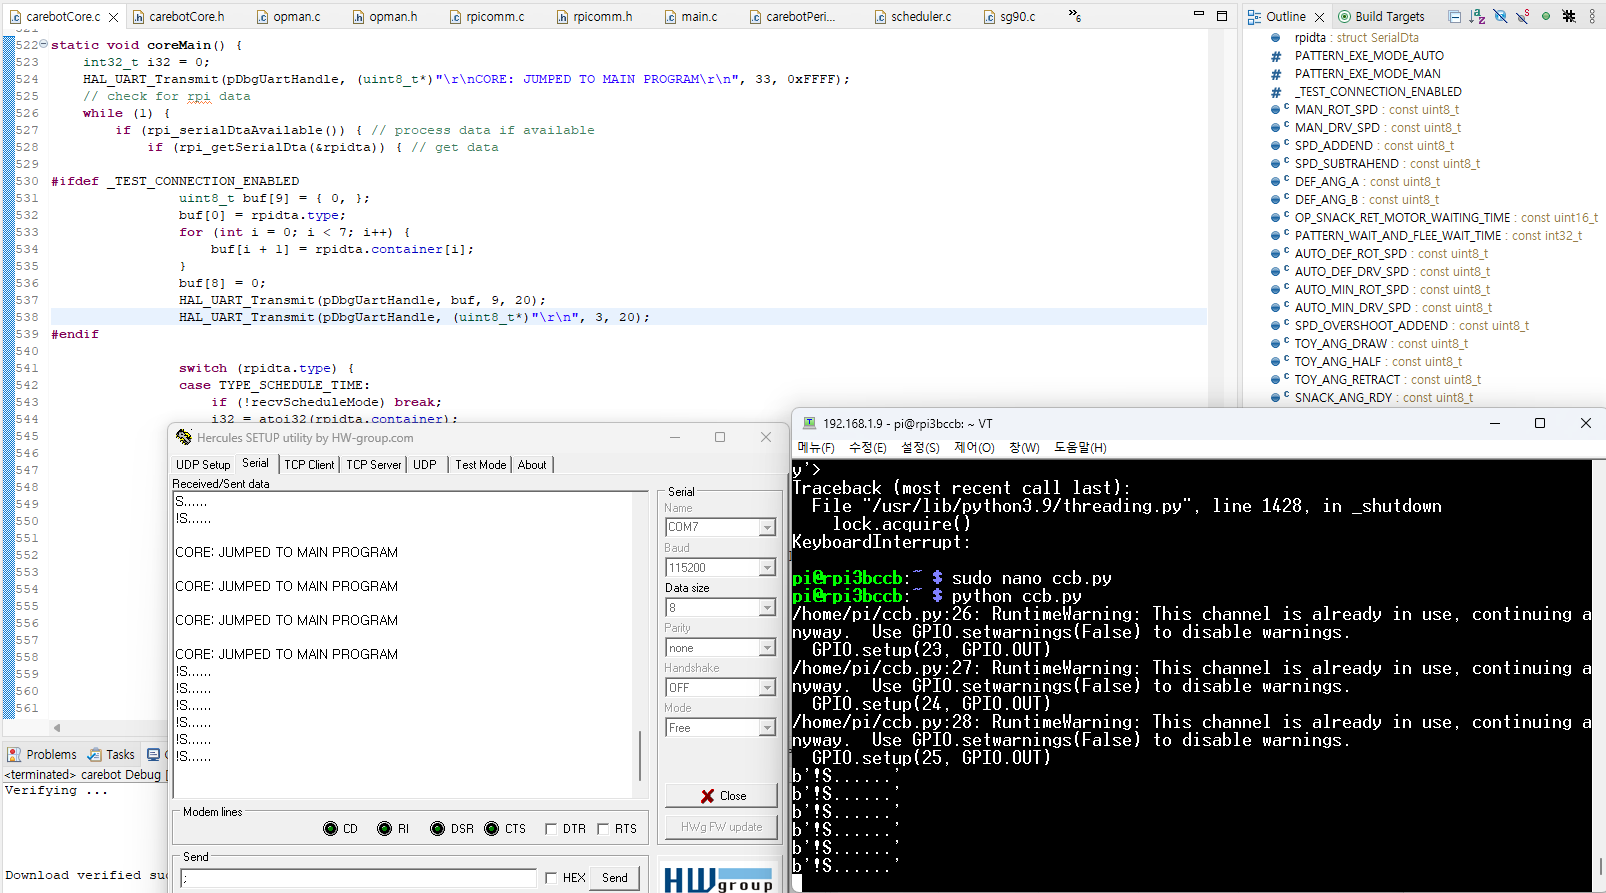 carebotCore.c
carebotCore.h
opman.c
opman.h
rpicomm.c
rpicomm.h
main.c
carebotPeri...
scheduler.c
sg90.c
»6
521
522 static void coreMain() {
523 int32_t i32 = 0;
524 HAL_UART_Transmit(pDbgUartHandle, (uint8_t*)"\r\nCORE: JUMPED TO MAIN PROGRAM\r\n", 33, 0xFFFF);
525 // check for rpi data
526 while (1) {
527 if (rpi_serialDtaAvailable()) { // process data if available
528 if (rpi_getSerialDta(&rpidta)) { // get data
529
530 #ifdef _TEST_CONNECTION_ENABLED
531 uint8_t buf[9] = { 0, };
532 buf[0] = rpidta.type;
533 for (int i = 0; i < 7; i++) {
534 buf[i + 1] = rpidta.container[i];
535 }
536 buf[8] = 0;
537 HAL_UART_Transmit(pDbgUartHandle, buf, 9, 20);
538 HAL_UART_Transmit(pDbgUartHandle, (uint8_t*)"\r\n", 3, 20);
539 #endif
540
541 switch (rpidta.type) {
542 case TYPE_SCHEDULE_TIME:
543 if (!recvScheduleMode) break;
544 i32 = atoi32(rpidta.container);
545
546
547
548
549
550
551
552
553
554
555
556
557
558
559
560
561
Problems Tasks
<terminated> carebot Debug [
Verifying ...
Download verified suc
Outline Build Targets
rpidta : struct SerialDta
PATTERN_EXE_MODE_AUTO
PATTERN_EXE_MODE_MAN
_TEST_CONNECTION_ENABLED
MAN_ROT_SPD : const uint8_t
MAN_DRV_SPD : const uint8_t
SPD_ADDEND : const uint8_t
SPD_SUBTRAHEND : const uint8_t
DEF_ANG_A : const uint8_t
DEF_ANG_B : const uint8_t
OP_SNACK_RET_MOTOR_WAITING_TIME : const uint16_t
PATTERN_WAIT_AND_FLEE_WAIT_TIME : const int32_t
AUTO_DEF_ROT_SPD : const uint8_t
AUTO_DEF_DRV_SPD : const uint8_t
AUTO_MIN_ROT_SPD : const uint8_t
AUTO_MIN_DRV_SPD : const uint8_t
SPD_OVERSHOOT_ADDEND : const uint8_t
TOY_ANG_DRAW : const uint8_t
TOY_ANG_HALF : const uint8_t
TOY_ANG_RETRACT : const uint8_t
SNACK_ANG_RDY : const uint8_t
Hercules SETUP utility by HW-group.com
UDP Setup Serial TCP Client TCP Server UDP Test Mode About
Received/Sent data
S......
!S......
CORE: JUMPED TO MAIN PROGRAM
CORE: JUMPED TO MAIN PROGRAM
CORE: JUMPED TO MAIN PROGRAM
CORE: JUMPED TO MAIN PROGRAM
!S......
!S......
!S......
!S......
!S......
!S......
Serial
Name
COM7
Baud
115200
Data size
8
Parity
none
Handshake
OFF
Mode
Free
Close
HWg FW update
Modem lines
CD RI DSR CTS DTR RTS
Send
;
HEX Send
HWgroup
192.168.1.9 - pi@rpi3bccb: ~ VT
메뉴(F) 수정(E) 설정(S) 제어(O) 창(W) 도움말(H)
y'>
Traceback (most recent call last):
File "/usr/lib/python3.9/threading.py", line 1428, in _shutdown
lock.acquire()
KeyboardInterrupt:
pi@rpi3bccb:~ $ sudo nano ccb.py
pi@rpi3bccb:~ $ python ccb.py
/home/pi/ccb.py:26: RuntimeWarning: This channel is already in use, continuing a
nyway. Use GPIO.setwarnings(False) to disable warnings.
GPIO.setup(23, GPIO.OUT)
/home/pi/ccb.py:27: RuntimeWarning: This channel is already in use, continuing a
nyway. Use GPIO.setwarnings(False) to disable warnings.
GPIO.setup(24, GPIO.OUT)
/home/pi/ccb.py:28: RuntimeWarning: This channel is already in use, continuing a
nyway. Use GPIO.setwarnings(False) to disable warnings.
GPIO.setup(25, GPIO.OUT)
b'!S......'
b'!S......'
b'!S......'
b'!S......'
b'!S......'
b'!S......'